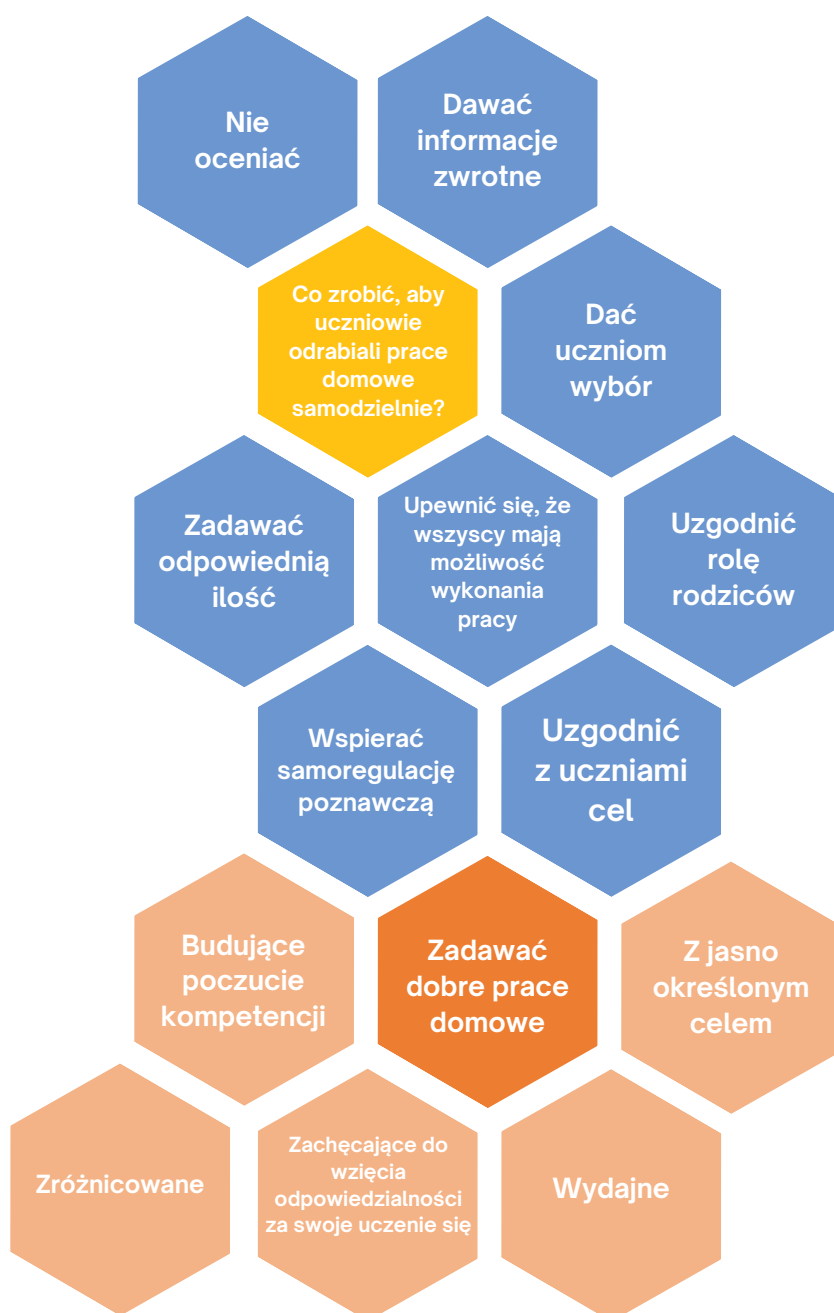 Nie
oceniać
Dawać
informacje
zwrotne
Co zrobić, aby
uczniowie
odrabiali prace
domowe
samodzielnie?
Dać
uczniom
wybór
Zadawać
odpowiednią
ilość
Upewnić się, że
wszyscy mają
możliwość
wykonania
pracy
Uzgodnić
rolę
rodziców
Wspierać
samoregulację
poznawczą
Uzgodnić
z uczniami
cel
Budujące
poczucie
kompetencji
Zadawać
dobre prace
domowe
Z jasno
określonym
celem
Zróżnicowane
Zachęcające do
wzięcia
odpowiedzialności
za swoje uczenie się
Wydajne